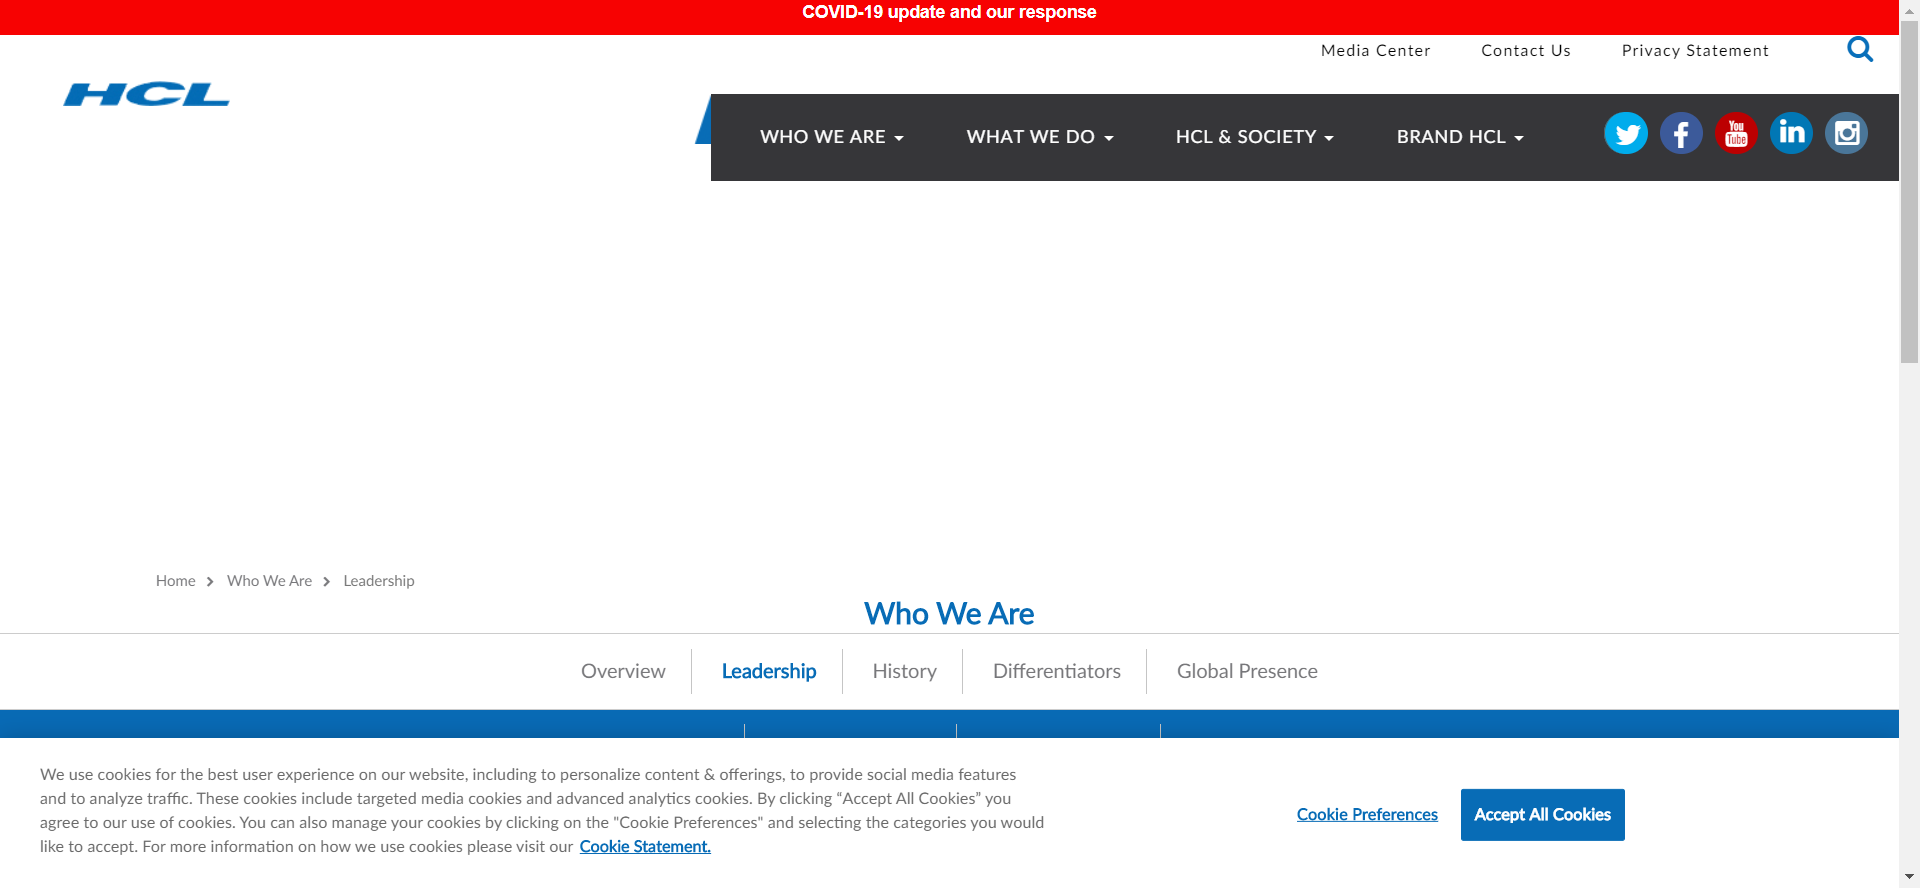 COVID-19 update and our response
Media Center Contact Us Privacy Statement
HCL
WHO WE ARE WHAT WE DO HCL & SOCIETY BRAND HCL You Tube in
Home Who We Are Leadership
Who We Are
Overview Leadership History Differentiators Global Presence
We use cookies for the best user experience on our website, including to personalize content & offerings, to provide social media features
and to analyze traffic. These cookies include targeted media cookies and advanced analytics cookies. By clicking “Accept All Cookies” you
agree to our use of cookies. You can also manage your cookies by clicking on the "Cookie Preferences" and selecting the categories you would
like to accept. For more information on how we use cookies please visit our Cookie Statement.
Cookie Preferences Accept All Cookies